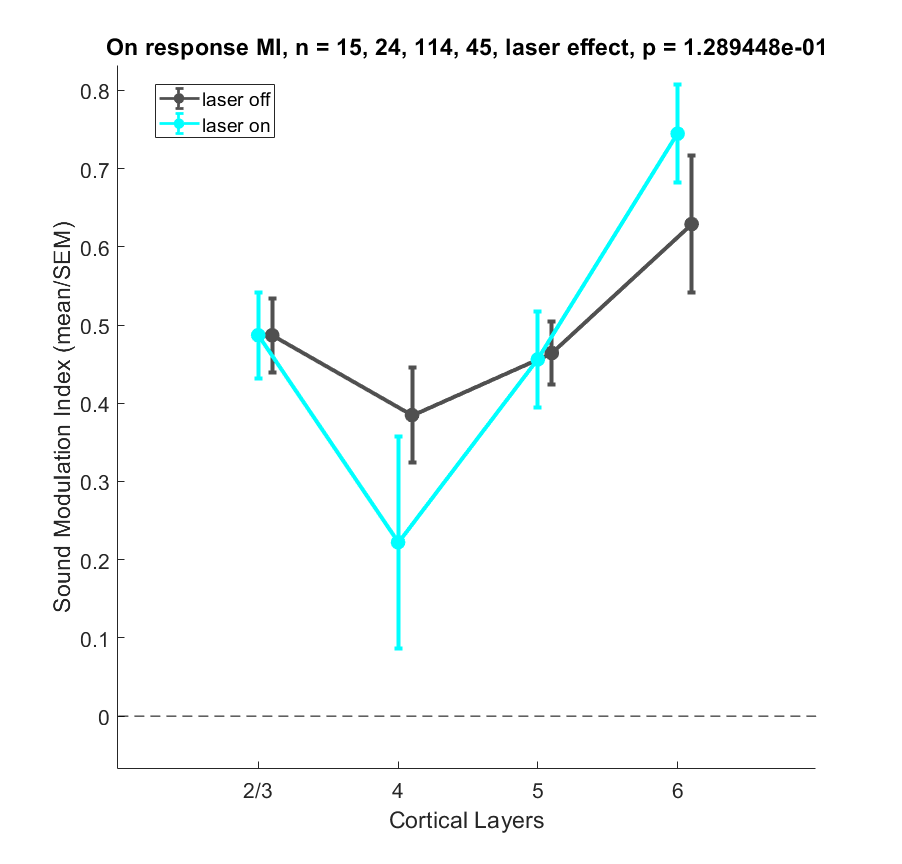 On response MI, n = 15, 24, 114, 45, laser effect, p = 1.289448e-01
laser off
laser on
0.8
0.7
0.6
0.5
0.4
0.3
0.2
0.1
0
Sound Modulation Index (mean/SEM)
2/3 4 5 6
Cortical Layers